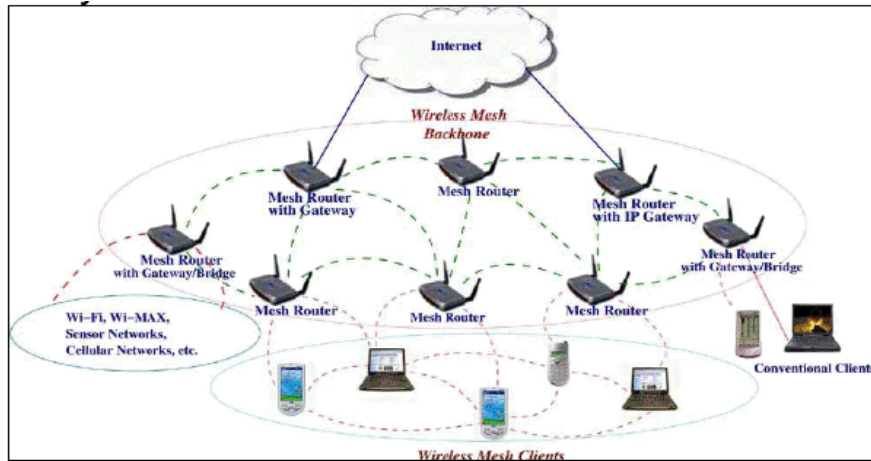 Internet
Wireless Mesh
Backbone
Mesh Router
with Gateway
Mesh Router
Mesh Router
with IP Gateway
Mesh Router
with Gateway/Bridge
Mesh Router
with Gateway/Bridge
Mesh Router
Mesh Router
Mesh Router
Wi-Fi, Wi-MAX,
Sensor Networks,
Cellular Networks, etc.
Conventional Clients
Wireless Mesh Clients